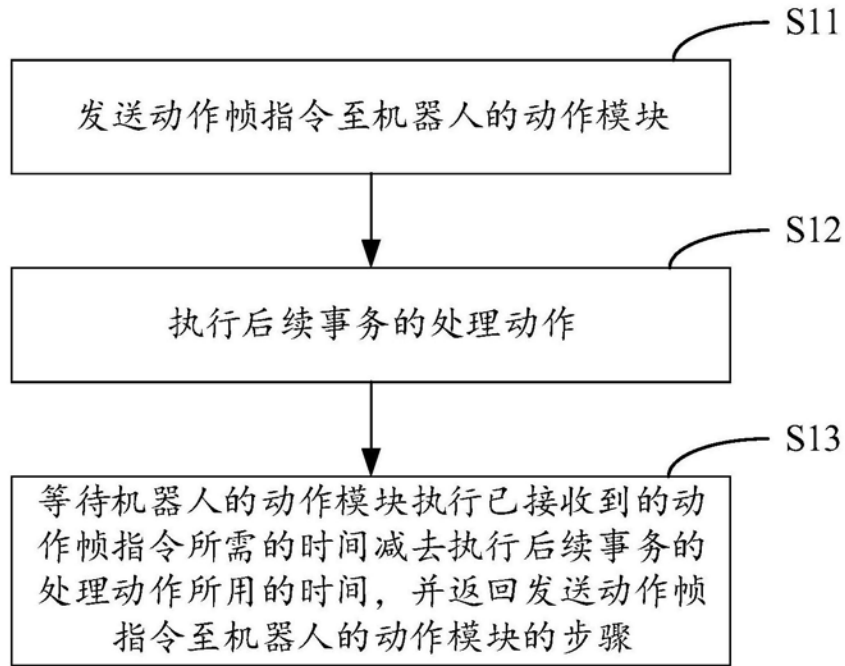 S11
发送动作帧指令至机器人的动作模块
S12
执行后续事务的处理动作
S13
等待机器人的动作模块执行已接收到的动
作帧指令所需的时间减去执行后续事务的
处理动作所用的时间，并返回发送动作帧
指令至机器人的动作模块的步骤